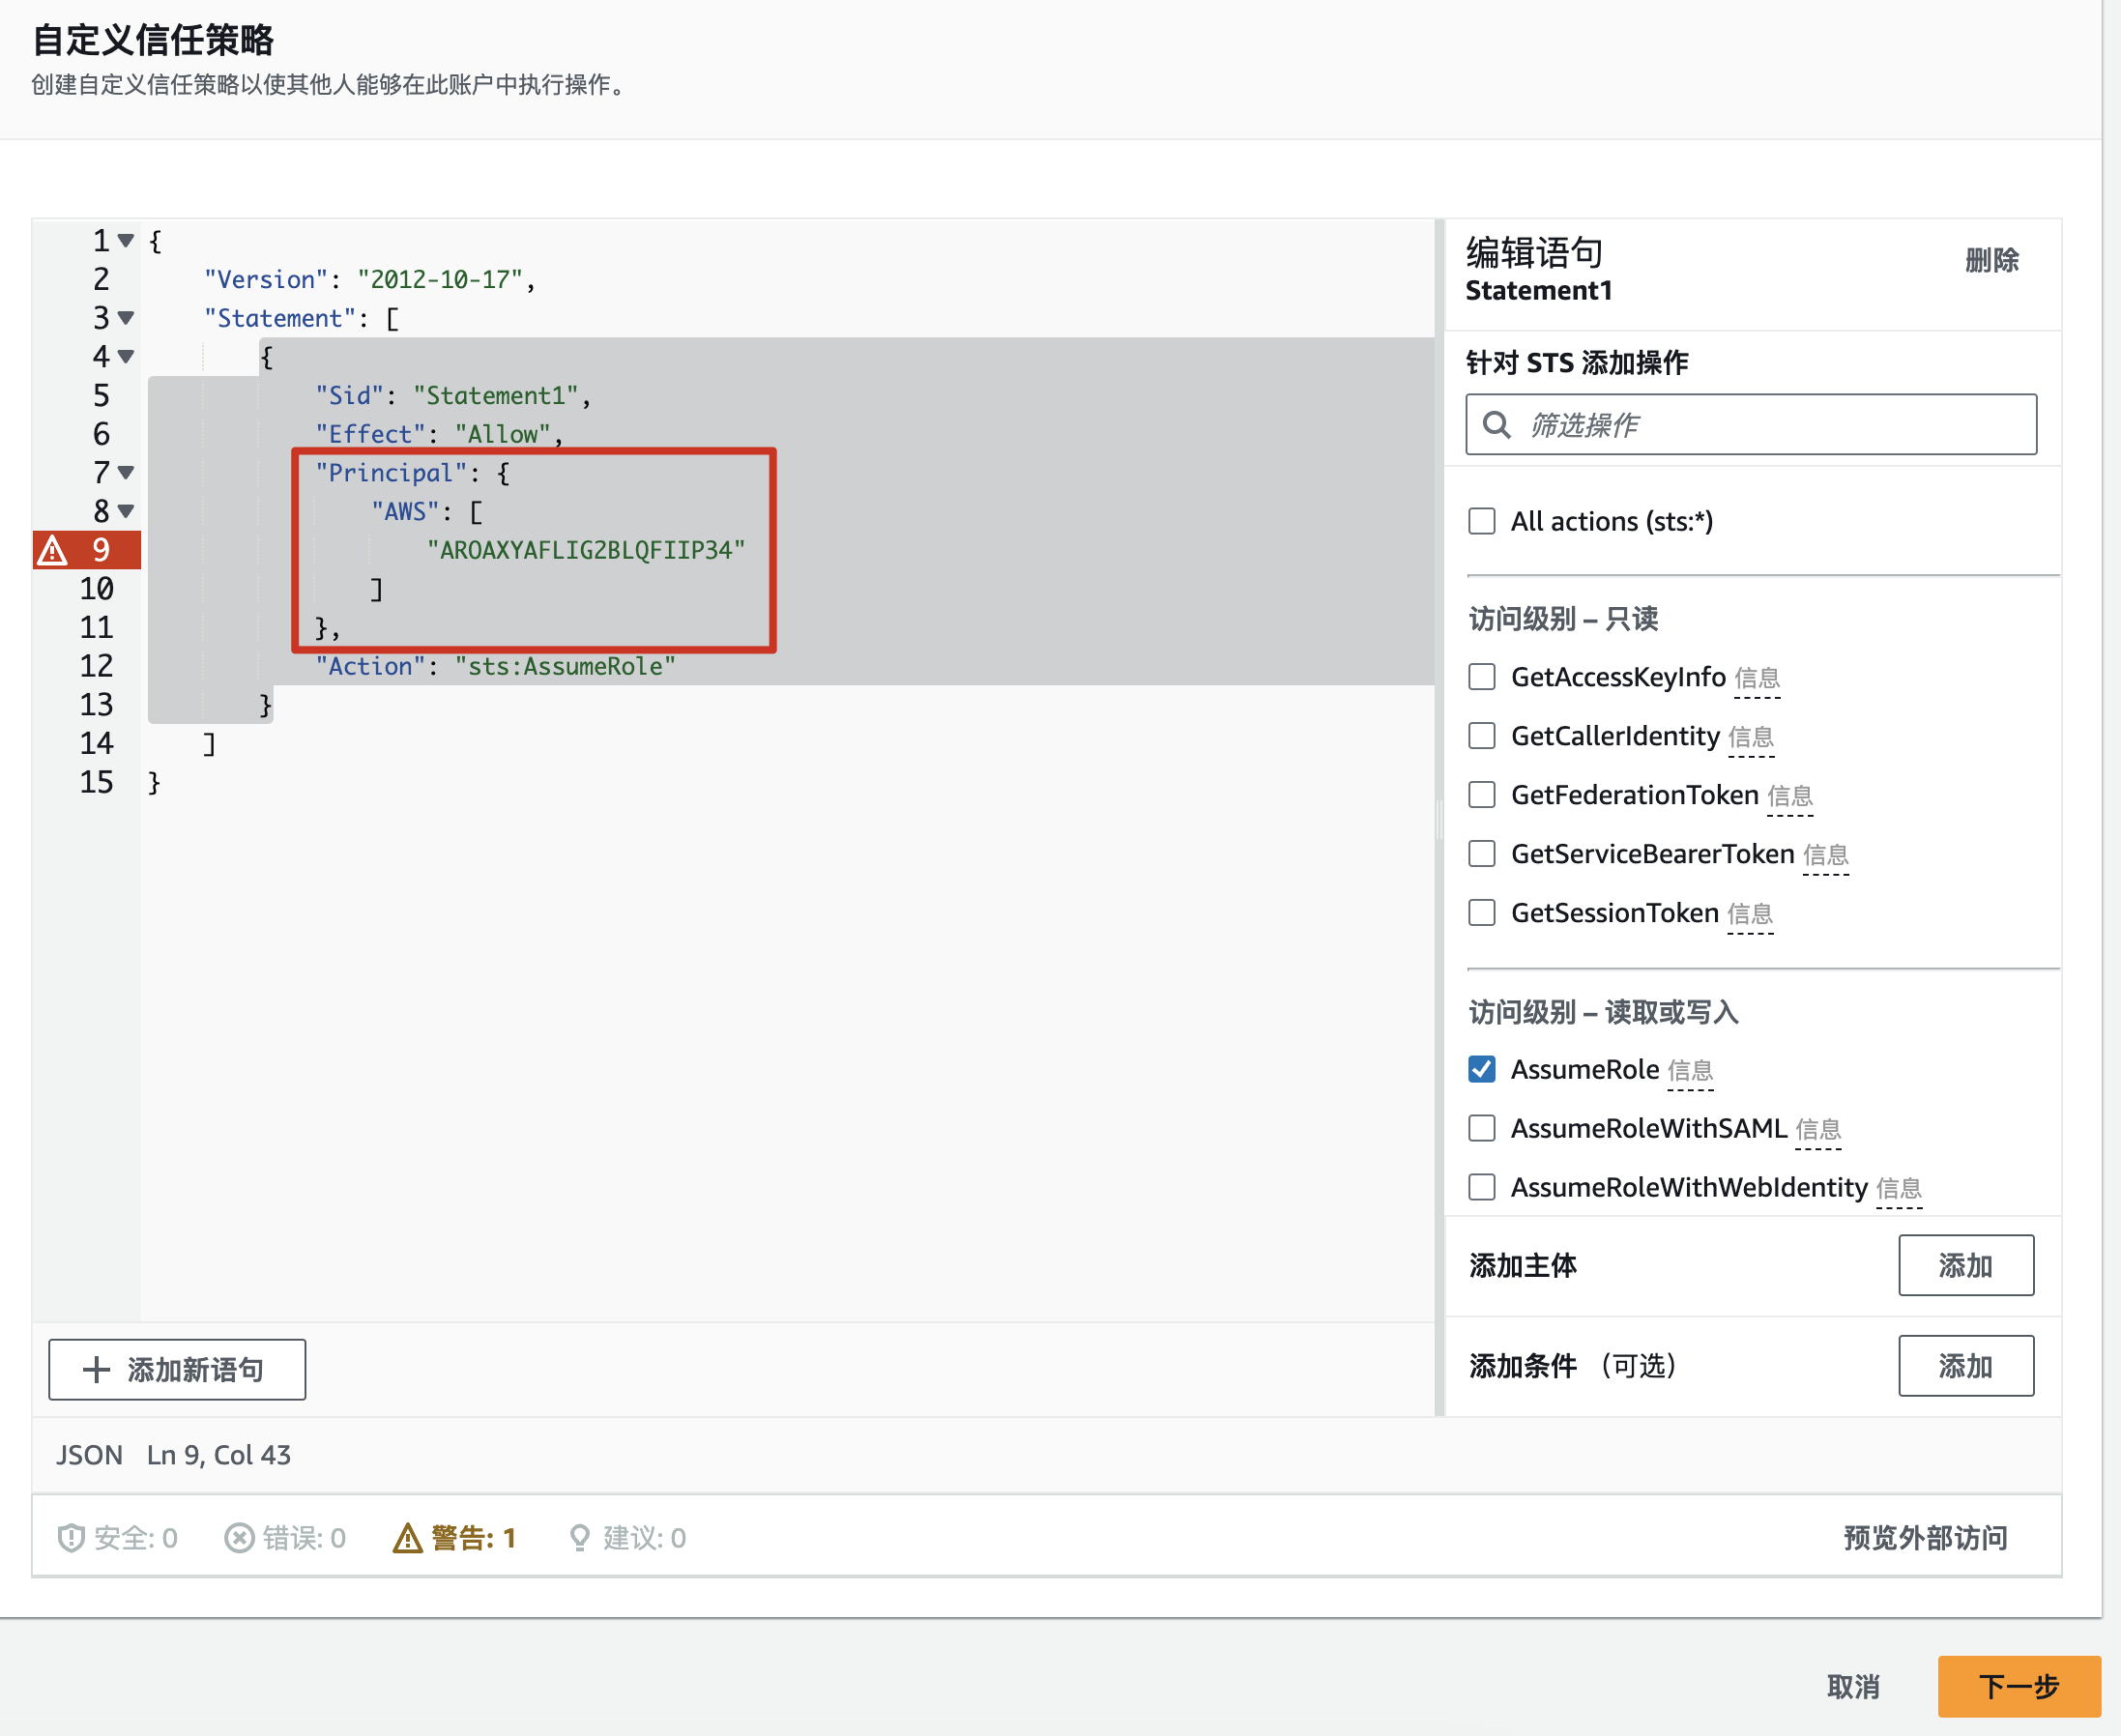 自定义信任策略
创建自定义信任策略以使其他人能够在此账户中执行操作。
1 {
2 "Version": "2012-10-17",
3 "Statement": [
4 {
5 "Sid": "Statement1",
6 "Effect": "Allow",
7 "Principal": {
8 "AWS": [
9 "AROAXYAFLIG2BLQFIIP34"
10 ]
11 },
12 "Action": "sts:AssumeRole"
13 }
14 ]
15 }
添加新语句
JSON Ln 9, Col 43
编辑语句
Statement1
删除
针对 STS 添加操作
筛选操作
All actions (sts:*)
访问级别 – 只读
GetAccessKeyInfo 信息
GetCallerIdentity 信息
GetFederationToken 信息
GetServiceBearerToken 信息
GetSessionToken 信息
访问级别 – 读取或写入
AssumeRole 信息
AssumeRoleWithSAML 信息
AssumeRoleWithWebIdentity 信息
添加主体 添加
添加条件 （可选） 添加
安全: 0 错误: 0 警告: 1 建议: 0 预览外部访问
取消 下一步